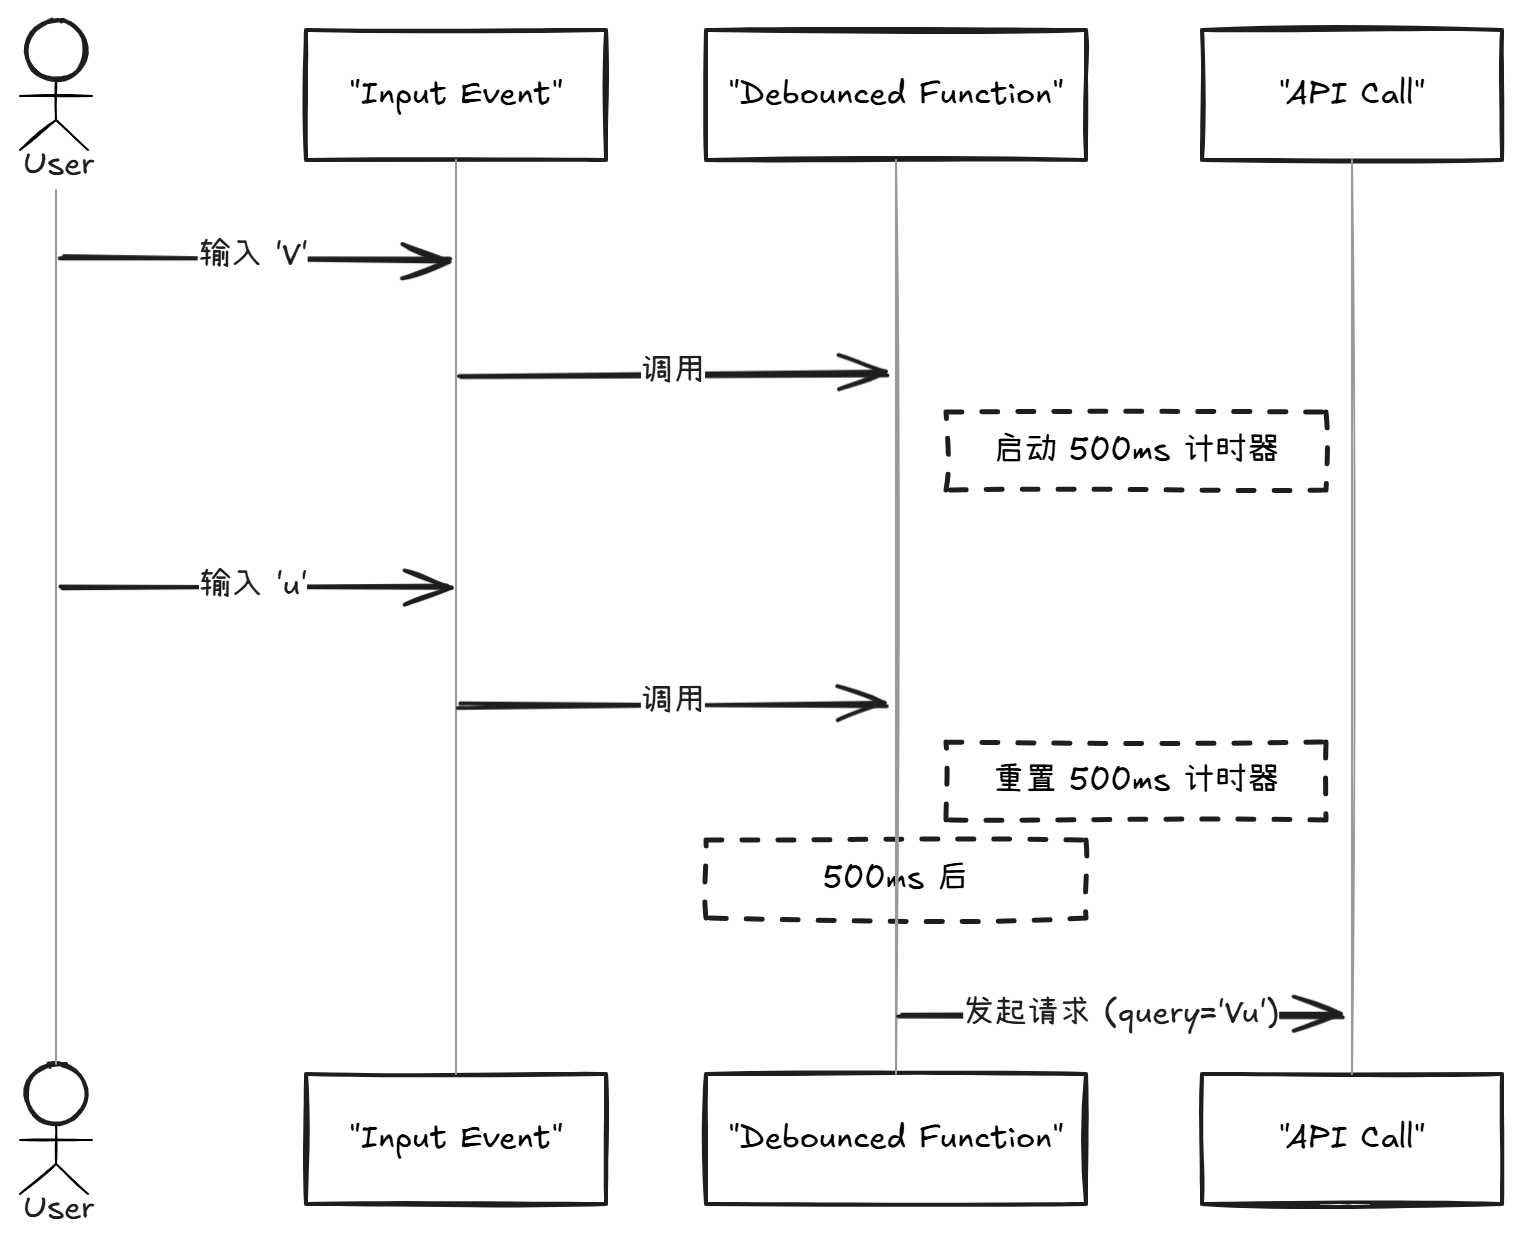 User
"Input Event"
"Debounced Function"
"API Call"
输入 'V'
调用
启动 500ms 计时器
输入 'u'
调用
重置 500ms 计时器
500ms 后
发起请求 (query='Vu')
User
"Input Event"
"Debounced Function"
"API Call"